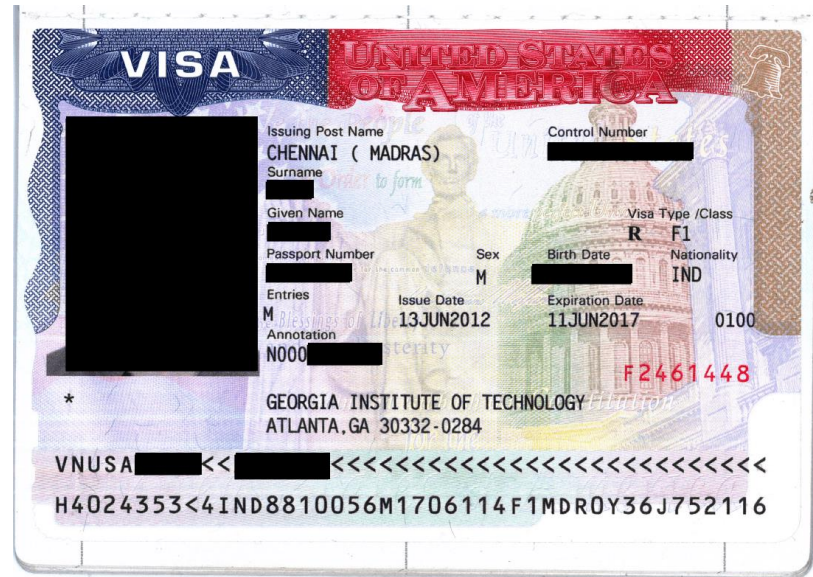 VISA
UNITED STATES OF AMERICA
Issuing Post Name Control Number
CHENNAI ( MADRAS)
Surname
Given Name Visa Type /Class
R F1
Passport Number Sex Birth Date Nationality
M IND
Entries Issue Date Expiration Date
M 13JUN2012 11JUN2017 0100
Annotation
N000
F2461448
* GEORGIA INSTITUTE OF TECHNOLOGY
ATLANTA,GA 30332-0284
VNUSA << <<<<<<<<<<<<<<<<<<<<<<<<<<<
H4024353<4IND8810056M1706114F1MDR0Y36J752116